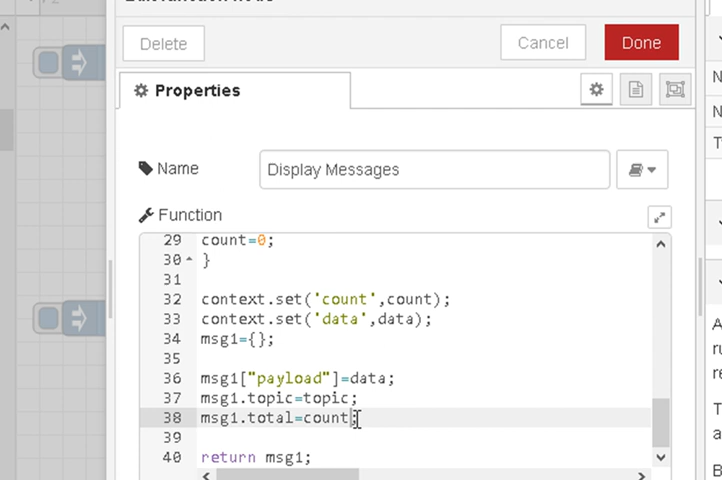 Delete
Cancel
Done
Properties
Name
Display Messages
Function
29 count=0;
30 }
31
32 context.set('count',count);
33 context.set('data',data);
34 msg1={};
35
36 msg1["payload"]=data;
37 msg1.topic=topic;
38 msg1.total=count;
39
40 return msg1;